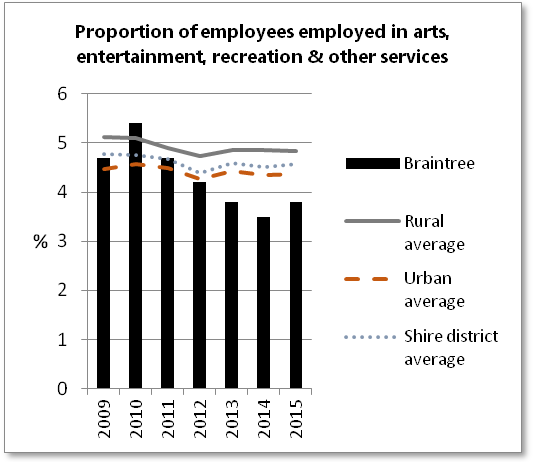 Proportion of employees employed in arts,
entertainment, recreation & other services
6
5
4
3
2
1
0
%
2009
2010
2011
2012
2013
2014
2015
Braintree
Rural
average
Urban
average
Shire district
average